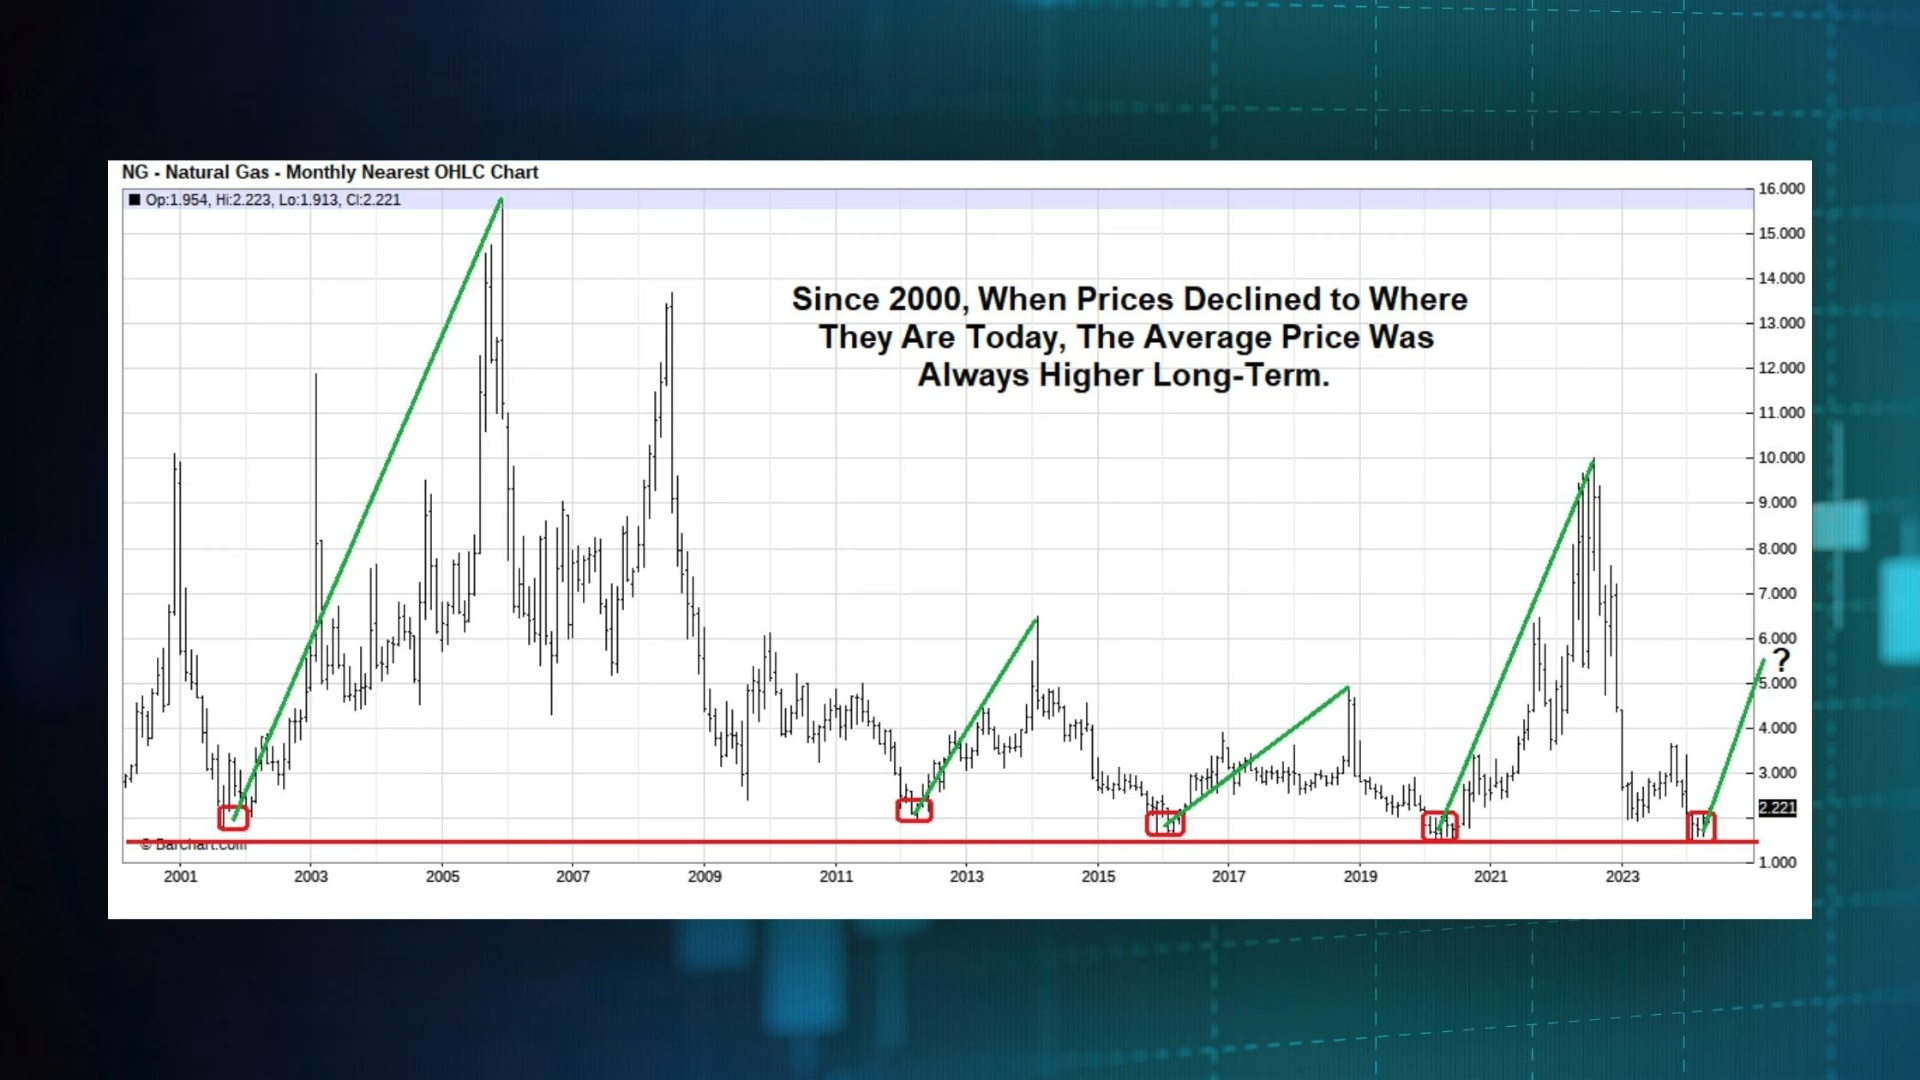 NG - Natural Gas - Monthly Nearest OHLC Chart
Op:1.954, Hi:2.223, Lo:1.913, Cl:2.221
Since 2000, When Prices Declined to Where
They Are Today, The Average Price Was
Always Higher Long-Term.
16.000
15.000
14.000
13.000
12.000
11.000
10.000
9.000
8.000
7.000
6.000
?
5.000
4.000
3.000
2.221
1.000
© Barchart.com
2001 2003 2005 2007 2009 2011 2013 2015 2017 2019 2021 2023